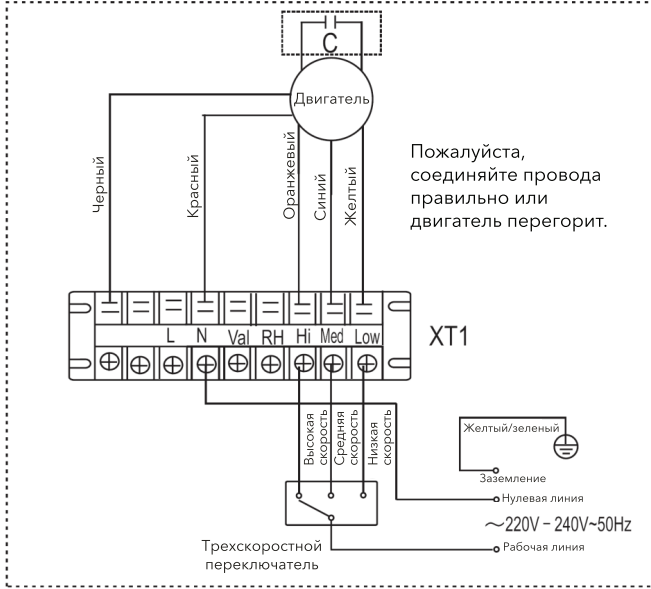 C
Двигатель
Черный
Красный
Оранжевый
Синий
Желтый
Пожалуйста,
соединяйте провода
правильно или
двигатель перегорит.
L N Val RH Hi Med Low
XT1
Высокая
скорость
Средняя
скорость
Низкая
скорость
Желтый/зеленый
Заземление
Нулевая линия
~220V – 240V~50Hz
Рабочая линия
Трехскоростной
переключатель